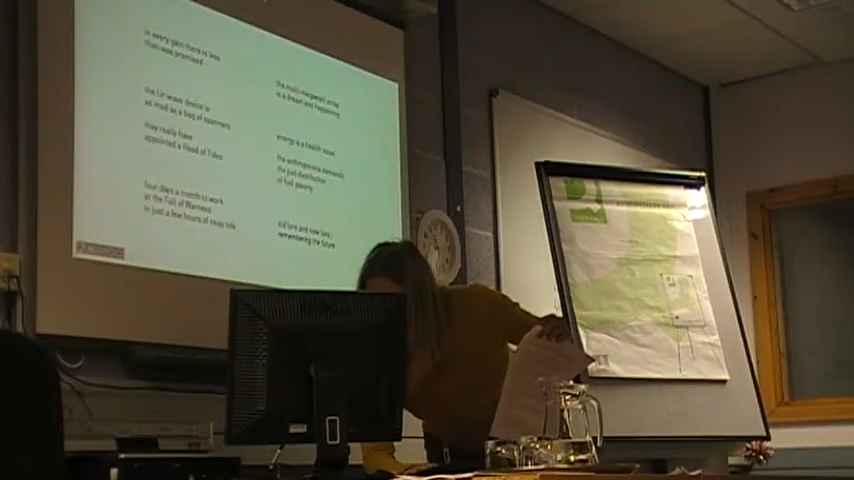 in every gain there is less
than was promised
the Ur-wave device is
as mad as a bag of spanners
they really have
appointed a Head of Tides
four days a month to work
at the Fall of Warness
in just a few hours of neap tide
the multi-megawatt array
is a dream and happening
energy is a health issue
the anthropocene demands
the just distribution
of fuel poverty
old lore and new lure :
remembering the future